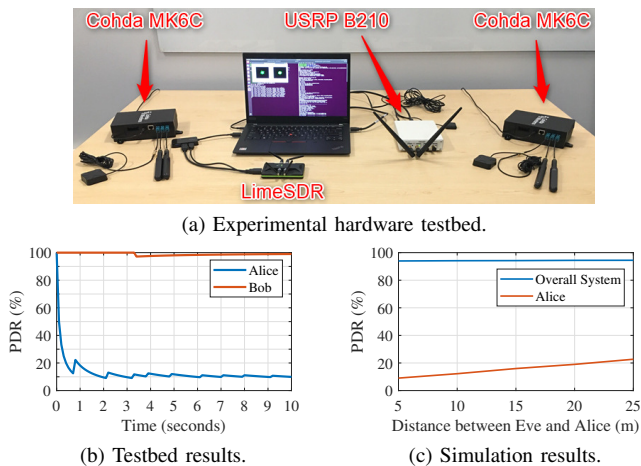 Cohda MK6C
USRP B210
Cohda MK6C
LimeSDR
(a) Experimental hardware testbed.
100
80
60
40
20
0
PDR (%)
Alice
Bob
0 1 2 3 4 5 6 7 8 9 10
Time (seconds)
(b) Testbed results.
100
80
60
40
20
0
PDR (%)
Overall System
Alice
5 10 15 20 25
Distance between Eve and Alice (m)
(c) Simulation results.